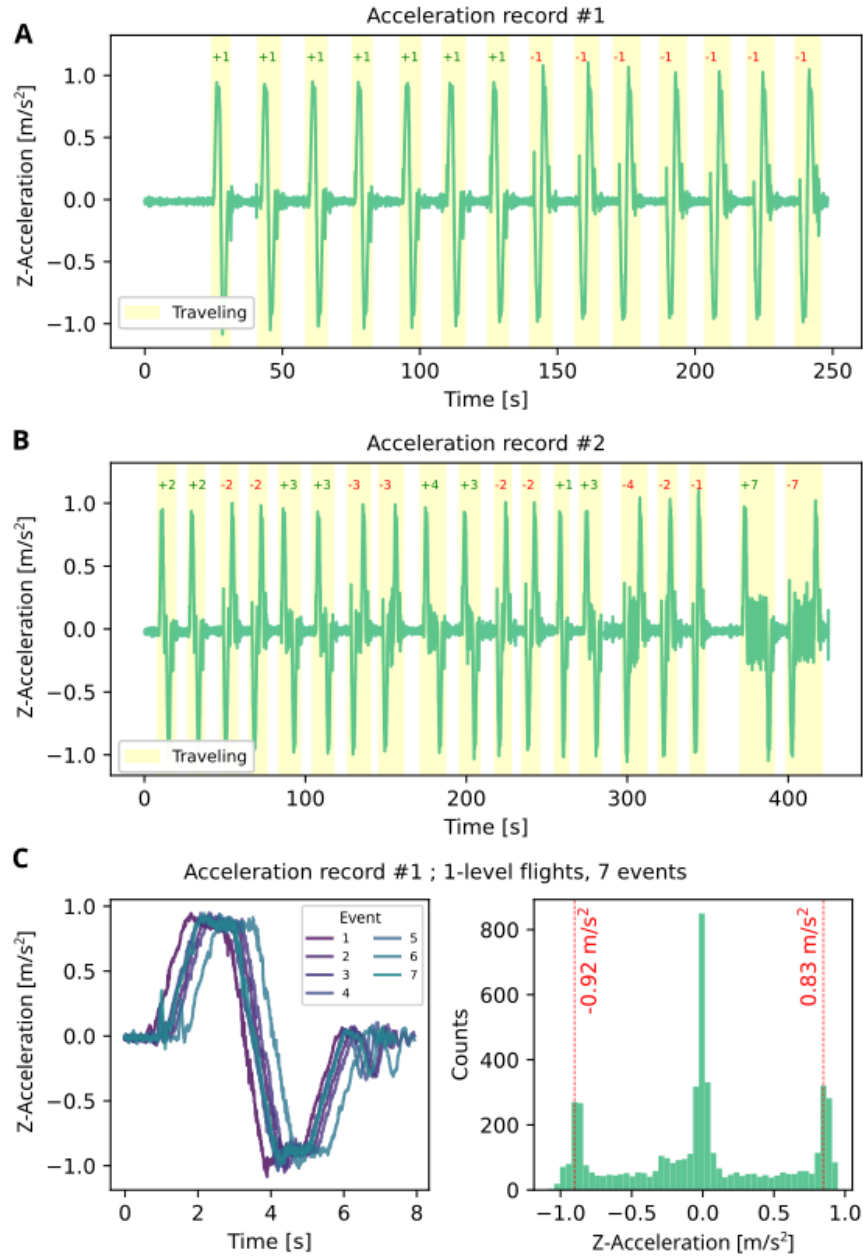 A
Acceleration record #1
+1 +1 +1 +1 +1 +1 +1 -1 -1 -1 -1 -1 -1 -1
1.0
0.5
0.0
−0.5
−1.0
Z-Acceleration [m/s²]
Traveling
0 50 100 150 200 250
Time [s]
B
Acceleration record #2
+2 +2 -2 -2 +3 +3 -3 -3 +4 +3 -2 -2 +1 +3 -4 -2 -1 +7 -7
1.0
0.5
0.0
−0.5
−1.0
Z-Acceleration [m/s²]
Traveling
0 100 200 300 400
Time [s]
C
Acceleration record #1 ; 1-level flights, 7 events
1.0
0.5
0.0
−0.5
−1.0
Z-Acceleration [m/s²]
Event
1 5
2 6
3 7
4
0 2 4 6 8
Time [s]
800
600
400
200
0
Counts
-0.92 m/s²
0.83 m/s²
−1.0 −0.5 0.0 0.5 1.0
Z-Acceleration [m/s²]